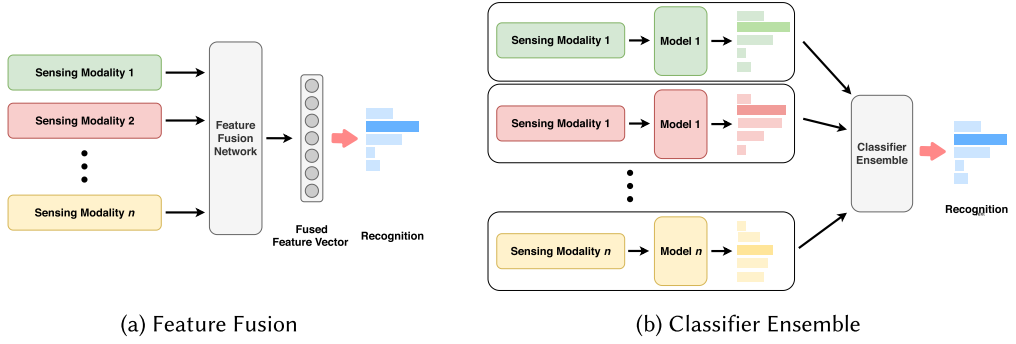 Sensing Modality 1
Sensing Modality 2
Sensing Modality n
Feature
Fusion
Network
Fused
Feature Vector
Recognition
(a) Feature Fusion
Sensing Modality 1
Model 1
Sensing Modality 1
Model 1
Sensing Modality n
Model n
Classifier
Ensemble
Recognition
(b) Classifier Ensemble